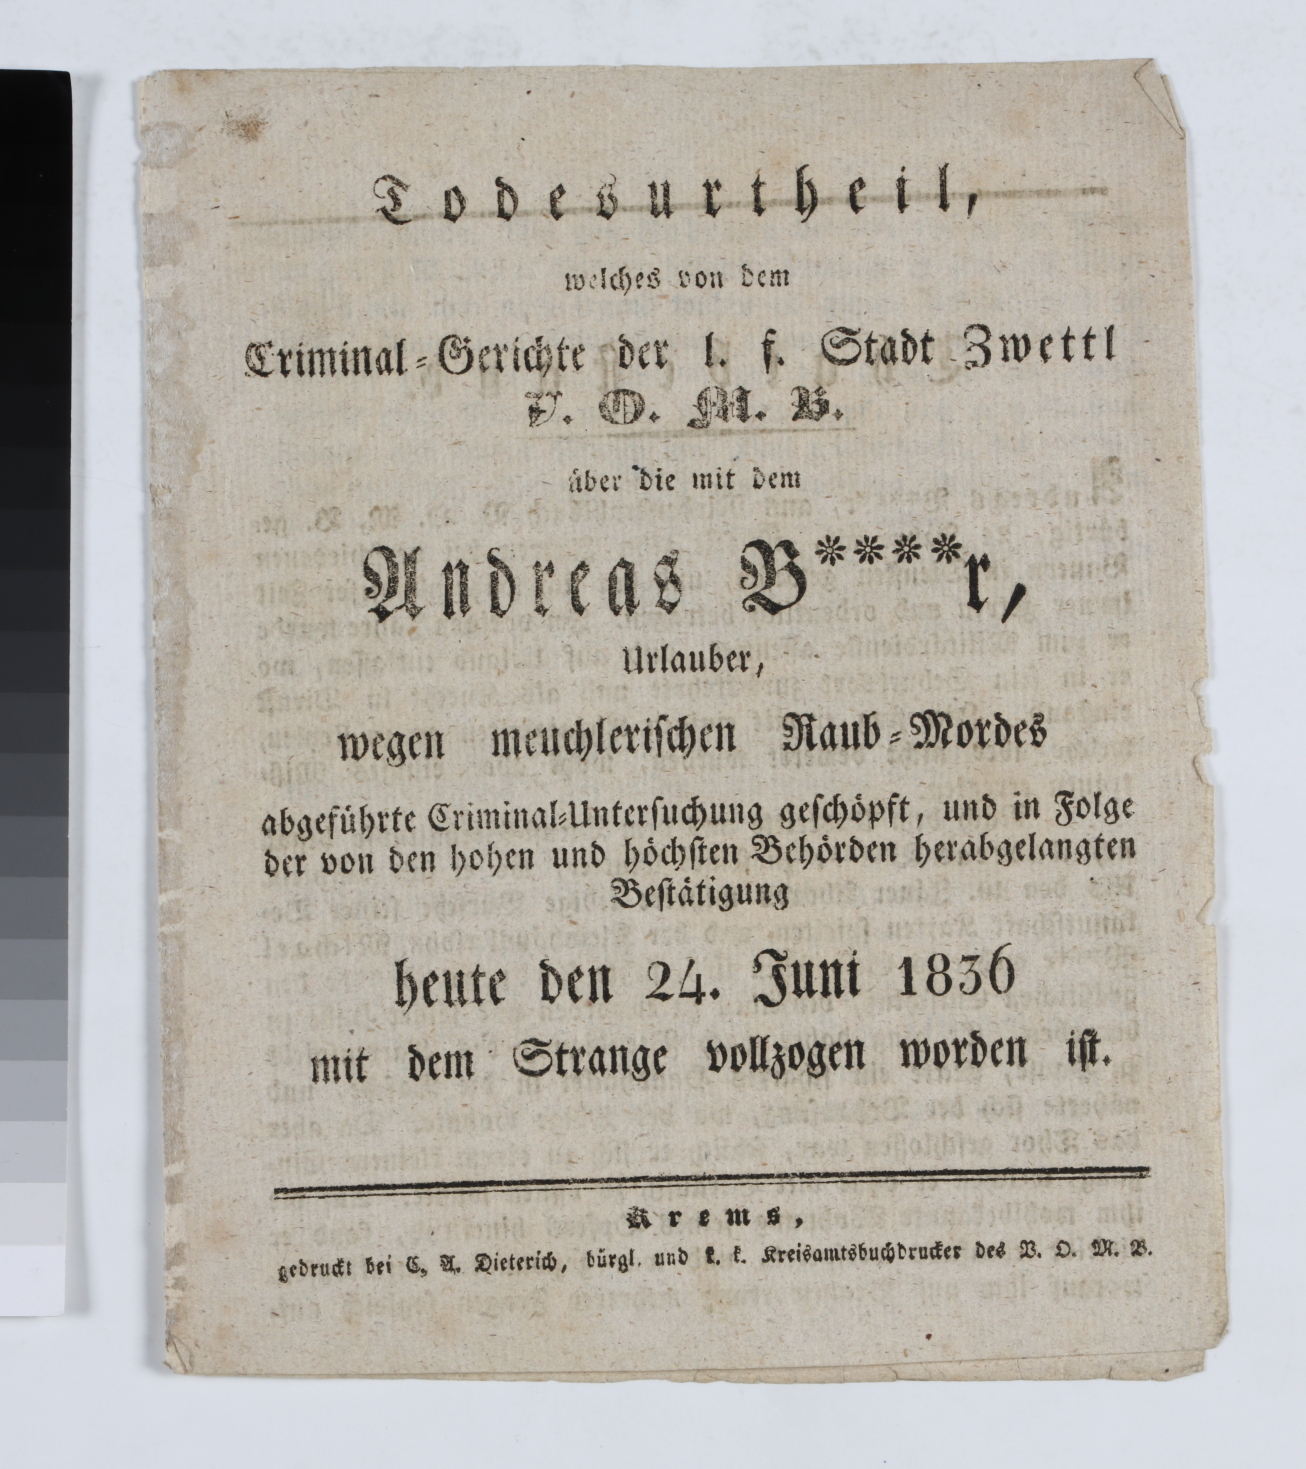 Todesurtheil,
welches von dem
Criminal-Gerichte der l. f. Stadt Zwettl
V. O. M. B.
über die mit dem
Andreas B****r,
Urlauber,
wegen meuchlerischen Raub-Mordes
abgeführte Criminal-Untersuchung geschöpft, und in Folge
der von den hohen und höchsten Behörden herabgelangten
Bestätigung
heute den 24. Juni 1836
mit dem Strange vollzogen worden ist.
Krems,
gedruckt bei C. A. Dieterich, bürgl. und k. k. Kreisamtsbuchdrucker des V. O. M. B.